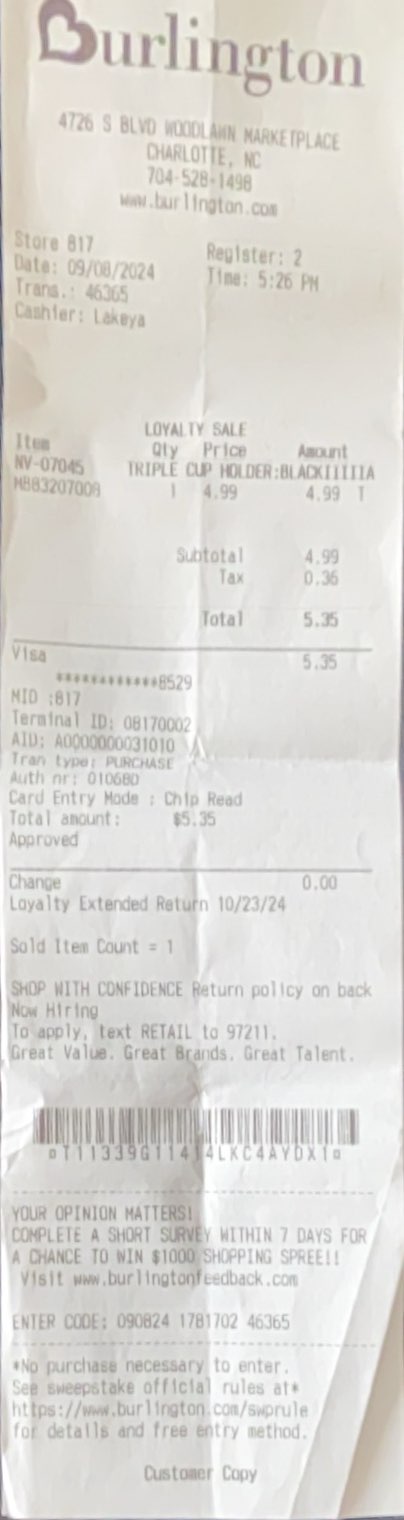 Burlington
4726 S BLVD WOODLAWN MARKETPLACE
CHARLOTTE, NC
704-528-1498
www.burlington.com
Store 817 Register: 2
Date: 09/08/2024 Time: 5:26 PM
Trans.: 46365
Cashier: Lakeya
LOYALTY SALE
Item Qty Price Amount
NV-07045 TRIPLE CUP HOLDER:BLACKIIIIIA
MBB3207009 1 4.99 4.99 T
Subtotal 4.99
Tax 0.36
Total 5.35
Visa 5.35
************8529
MID :817
Terminal ID: 08170002
AID: A0000000031010
Tran type: PURCHASE
Auth nr: 010680
Card Entry Mode : Chip Read
Total amount: $5.35
Approved
Change 0.00
Loyalty Extended Return 10/23/24
Sold Item Count = 1
SHOP WITH CONFIDENCE Return policy on back
Now Hiring
To apply, text RETAIL to 97211.
Great Value. Great Brands. Great Talent.
¤T11339G11414LKC4AYDX1¤
YOUR OPINION MATTERS!
COMPLETE A SHORT SURVEY WITHIN 7 DAYS FOR
A CHANCE TO WIN $1000 SHOPPING SPREE!!
Visit www.burlingtonfeedback.com
ENTER CODE: 090824 1781702 46365
*No purchase necessary to enter.
See sweepstake official rules at*
https://www.burlington.com/swprule
for details and free entry method.
Customer Copy